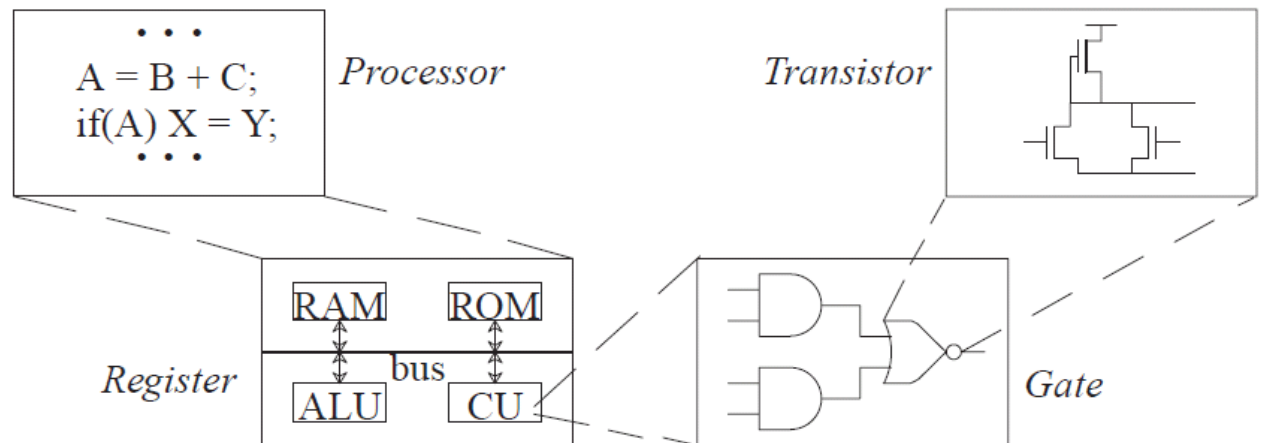 • • •
A = B + C;
if(A) X = Y;
• • •
Processor
Transistor
RAM
ROM
bus
Register
ALU
CU
Gate